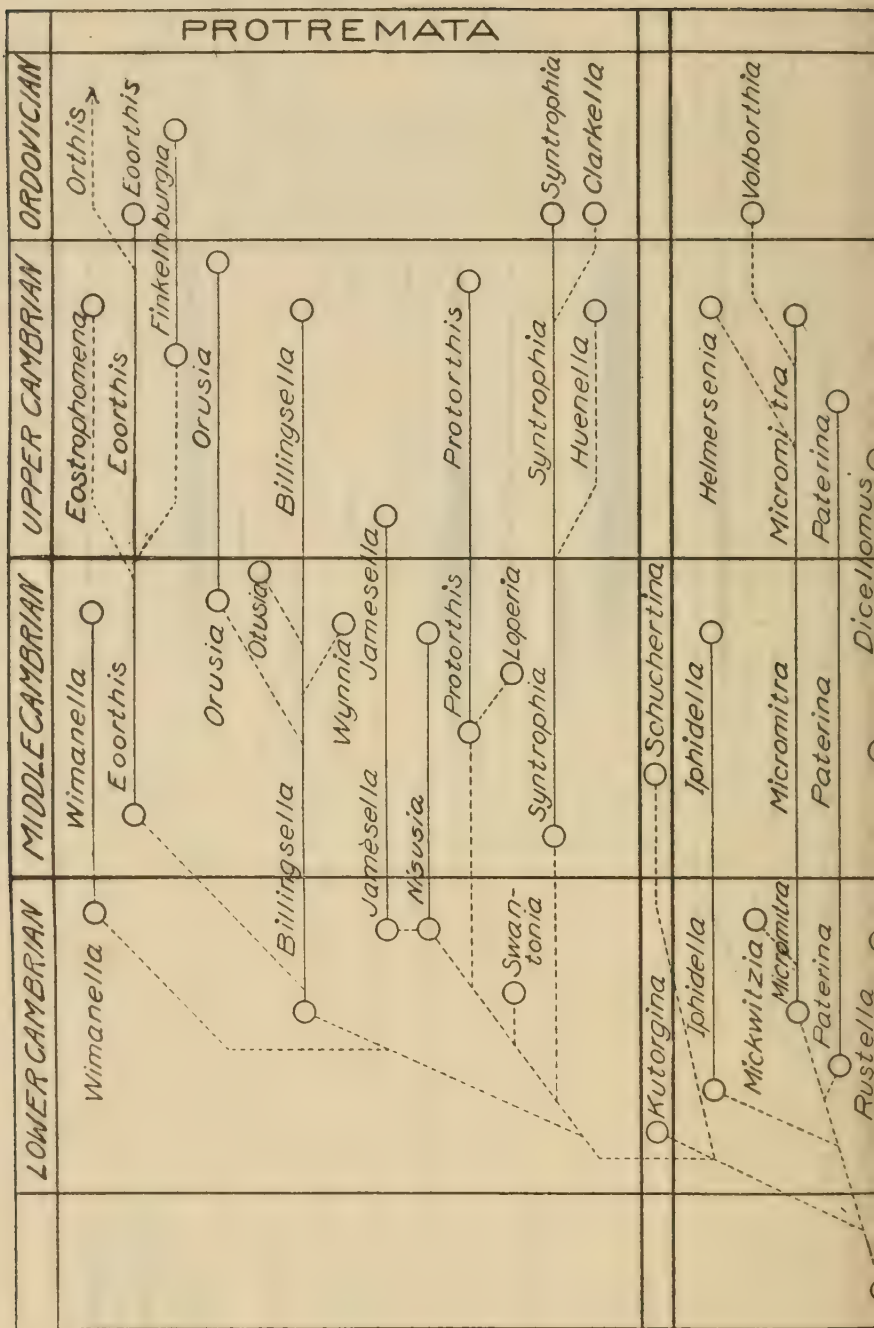 PROTREMATA
ORDOVICIAN
Orthis
Eoorthis
Finkelnburgia
Syntrophia
Clarkella
Volborthia
UPPER CAMBRIAN
Eostrophomena
Eoorthis
Orusia
Billingsella
Jamesella
Protorthis
Syntrophia
Huenella
Helmersenia
Micromitra
Paterina
Dicellomus
MIDDLE CAMBRIAN
Wimanella
Eoorthis
Orusia
Otusia
Wynnia
Jamesella
Nisusia
Protorthis
Loperia
Syntrophia
Schuchertina
Iphidella
Micromitra
Paterina
LOWER CAMBRIAN
Wimanella
Billingsella
Swan-
tonia
Kutorgina
Iphidella
Mickwitzia
Micromitra
Paterina
Rustella